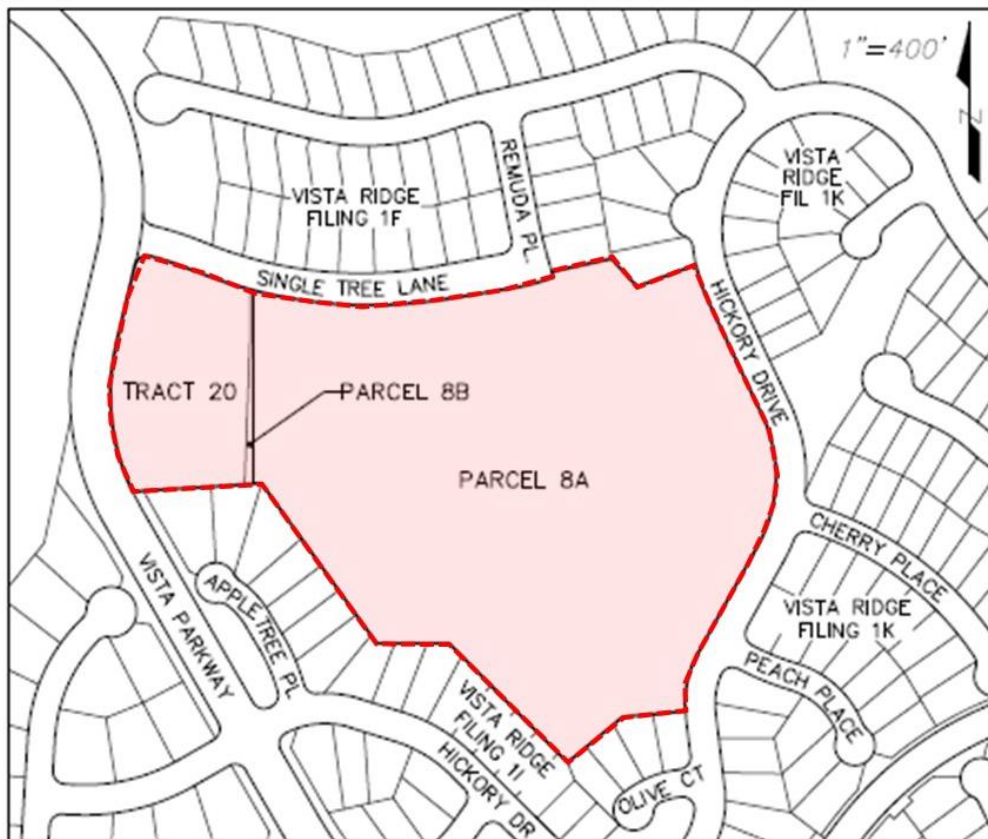 1"=400'
N
VISTA RIDGE
FILING 1F
REMUDA PL.
VISTA
RIDGE
FIL 1K
SINGLE TREE LANE
HICKORY DRIVE
TRACT 20
PARCEL 8B
PARCEL 8A
CHERRY PLACE
VISTA PARKWAY
APPLETREE PL
VISTA RIDGE
FILING 1K
PEACH PLACE
VISTA RIDGE
FILING 1I
HICKORY DR
OLIVE CT